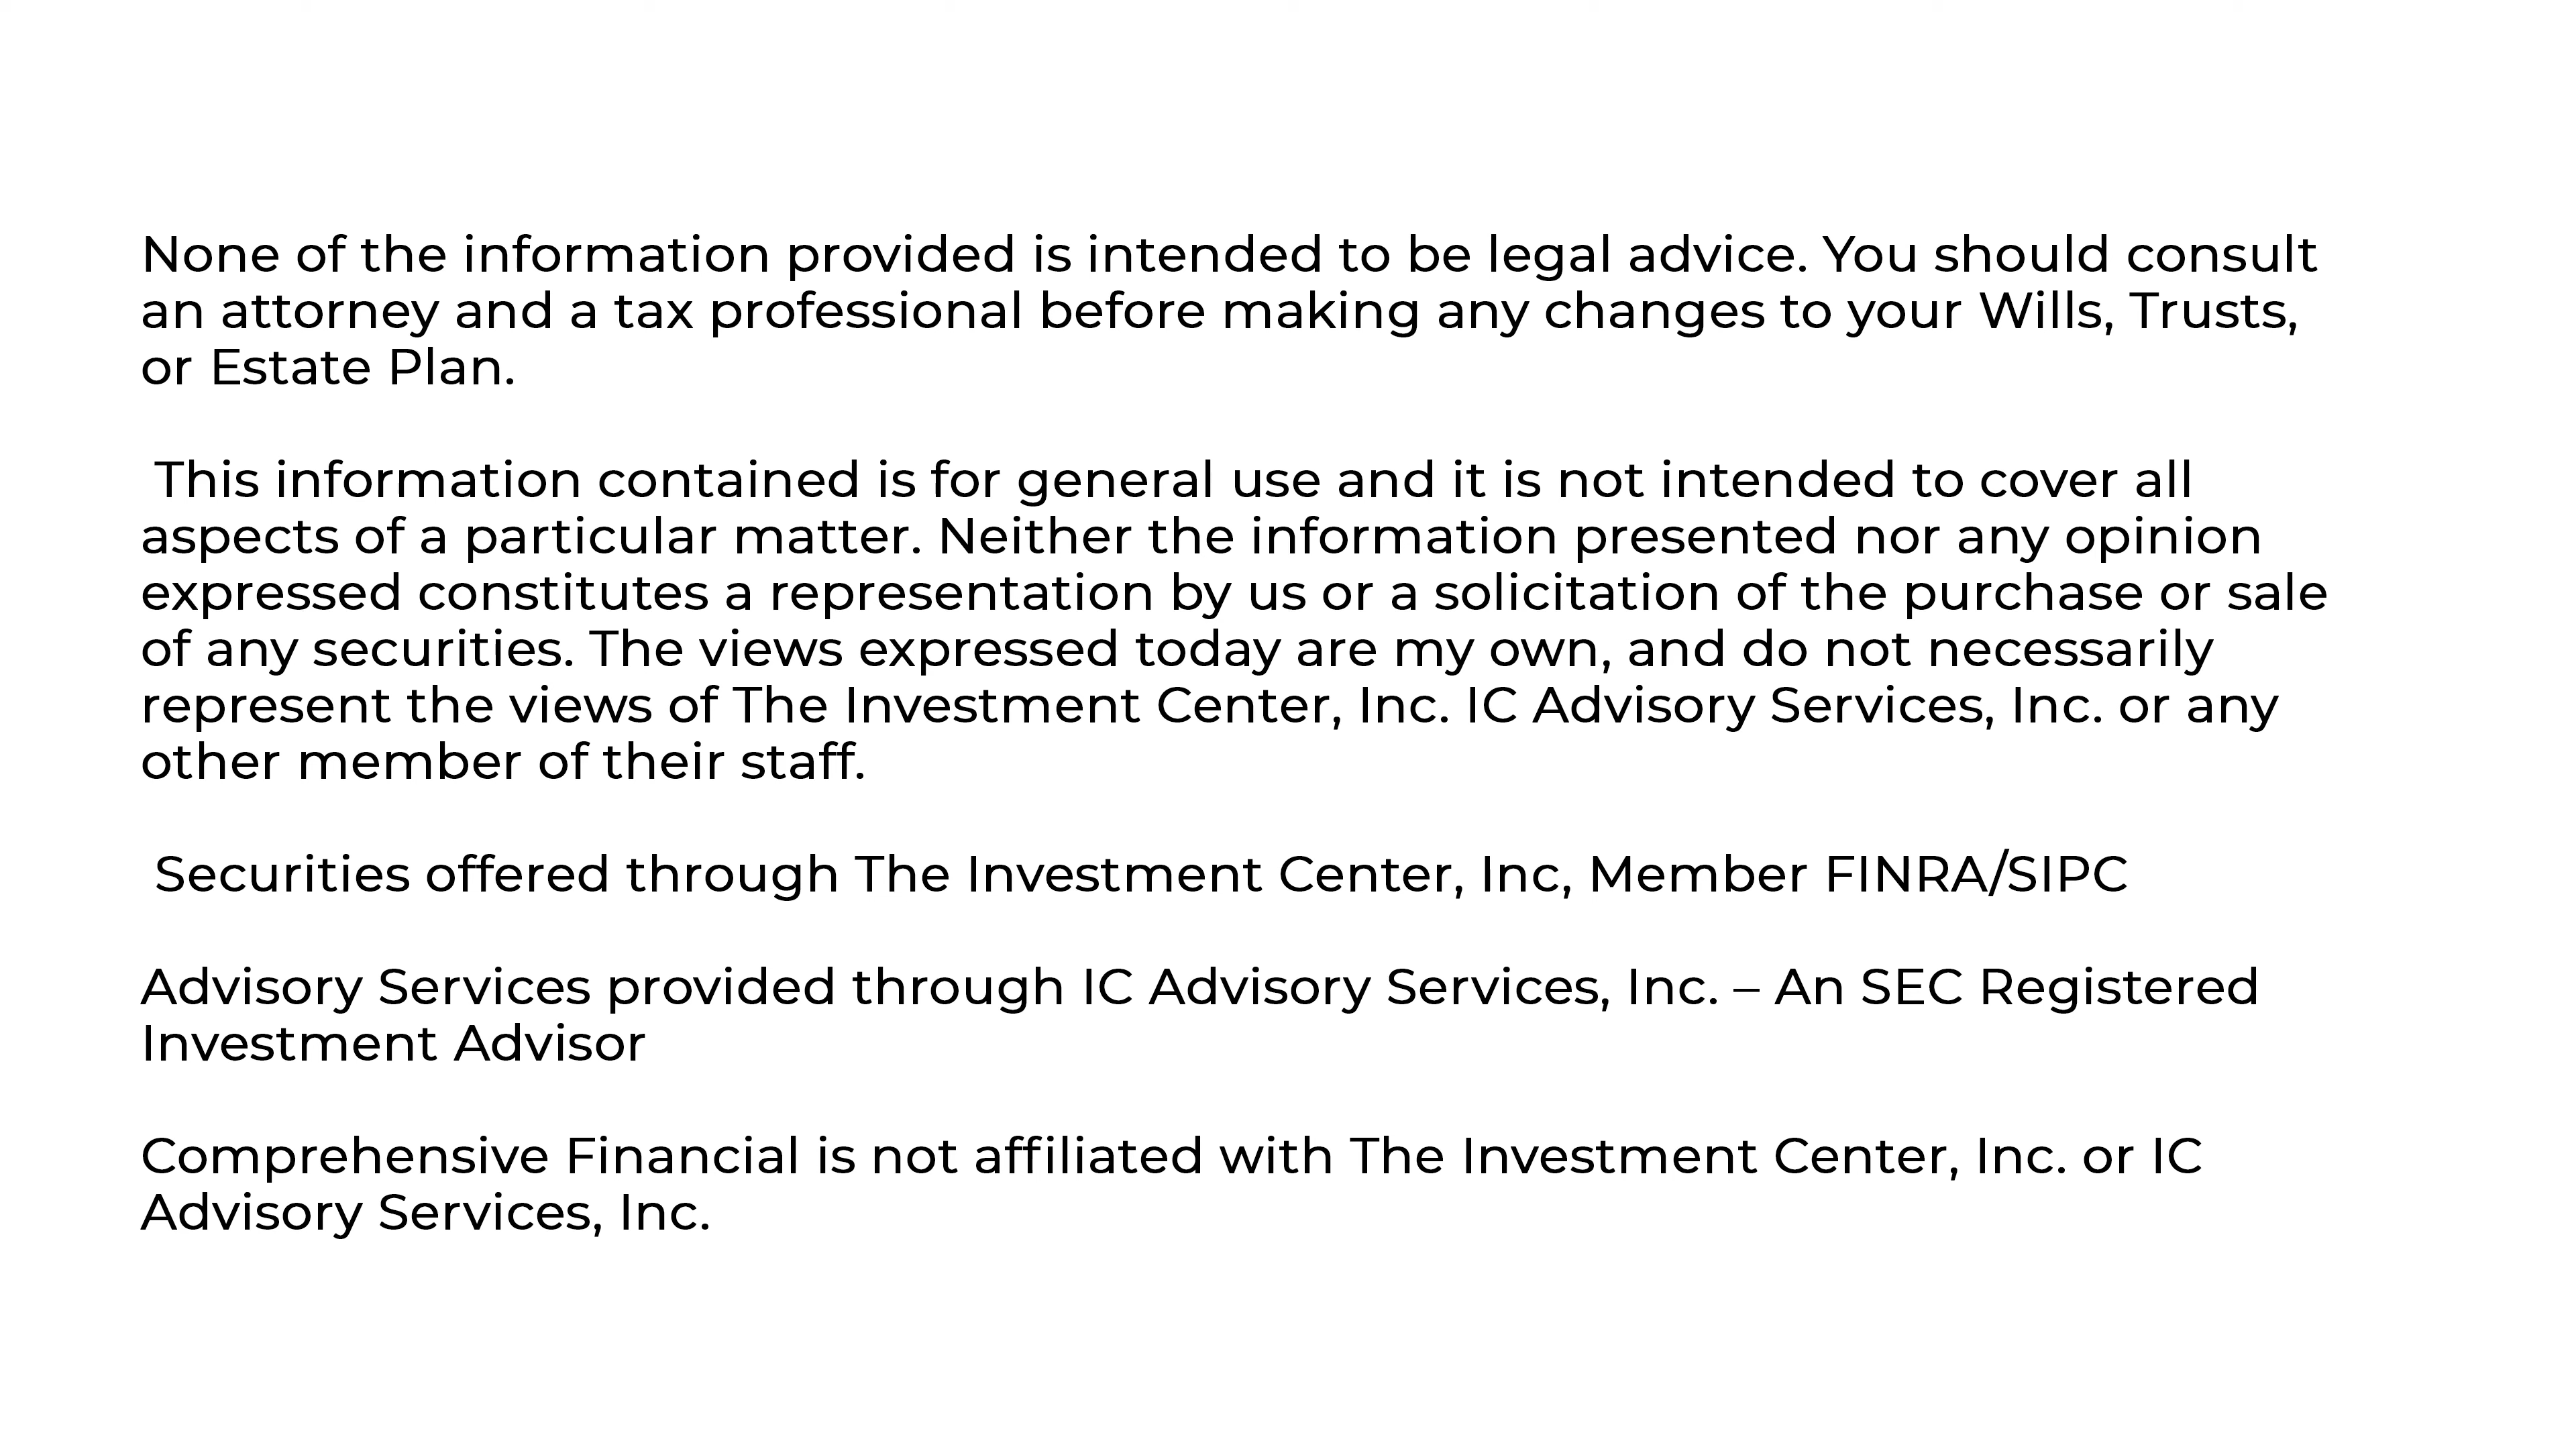 None of the information provided is intended to be legal advice. You should consult
an attorney and a tax professional before making any changes to your Wills, Trusts,
or Estate Plan.
This information contained is for general use and it is not intended to cover all
aspects of a particular matter. Neither the information presented nor any opinion
expressed constitutes a representation by us or a solicitation of the purchase or sale
of any securities. The views expressed today are my own, and do not necessarily
represent the views of The Investment Center, Inc. IC Advisory Services, Inc. or any
other member of their staff.
Securities offered through The Investment Center, Inc, Member FINRA/SIPC
Advisory Services provided through IC Advisory Services, Inc. – An SEC Registered
Investment Advisor
Comprehensive Financial is not affiliated with The Investment Center, Inc. or IC
Advisory Services, Inc.